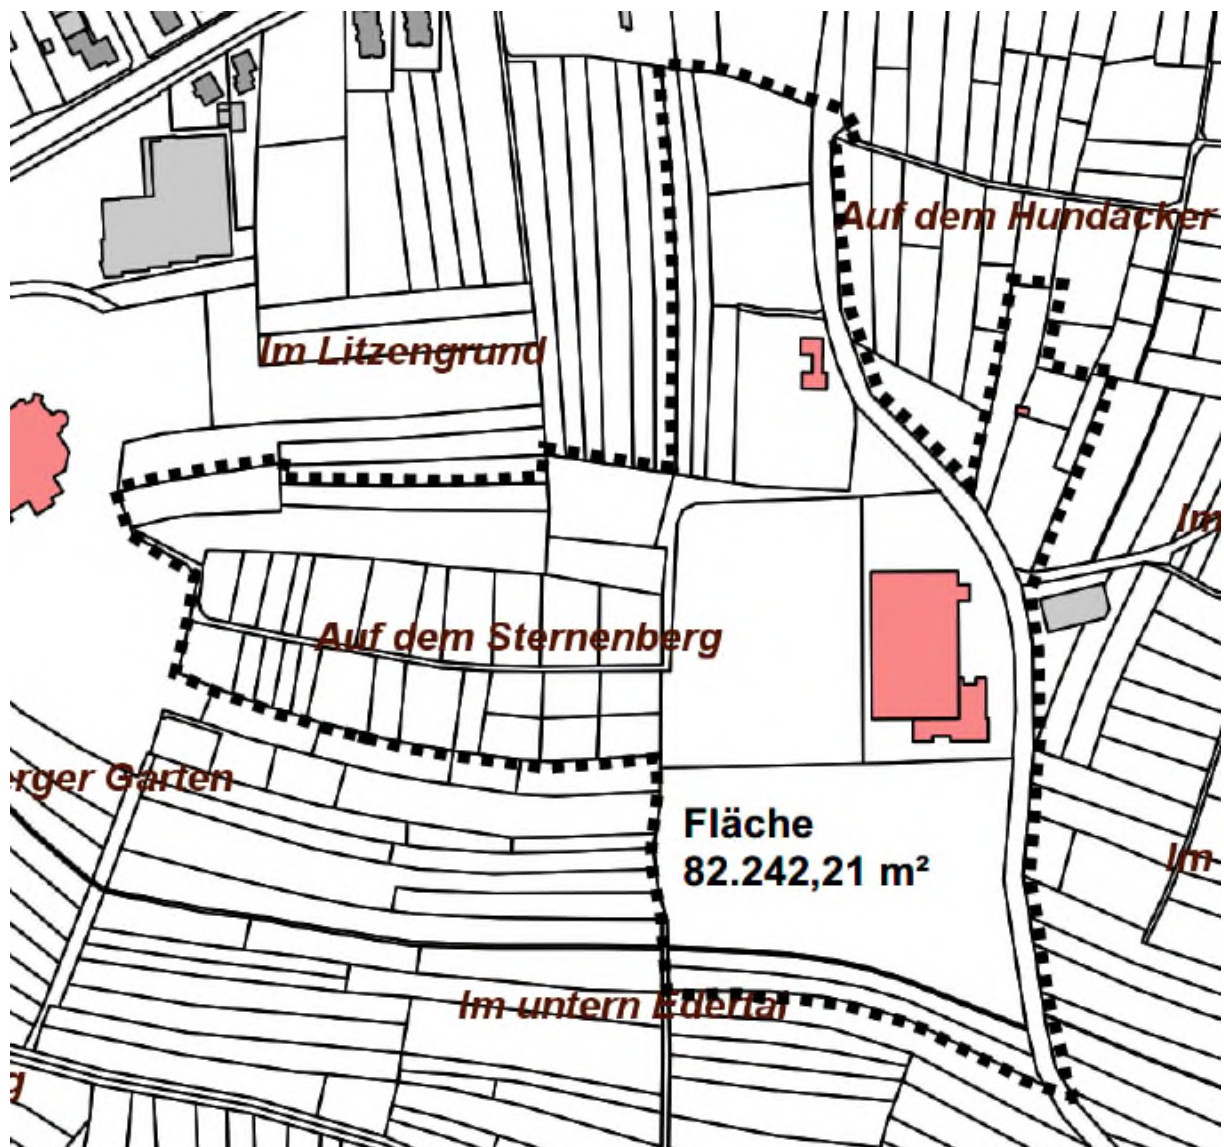 Auf dem Hundacker
Im Litzengrund
Im
Auf dem Sternenberg
erger Garten
Fläche
82.242,21 m²
Im
Im untern Edertal
g